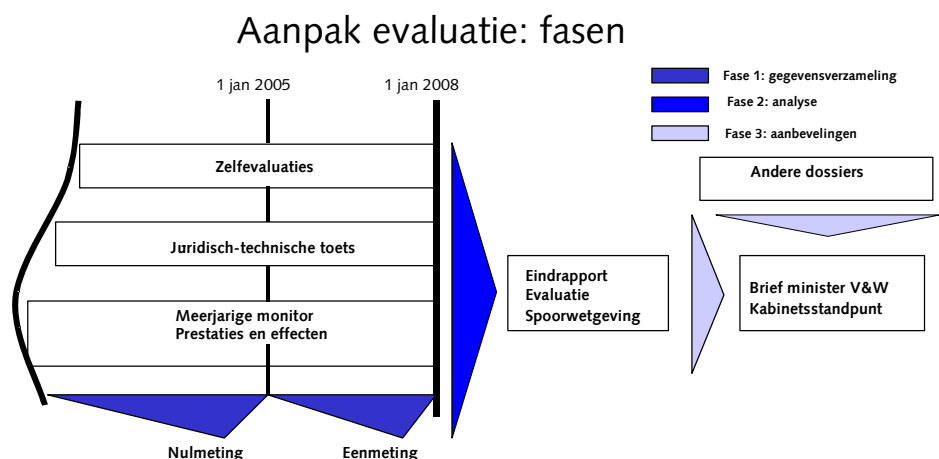 Aanpak evaluatie: fasen
1 jan 2005
1 jan 2008
Fase 1: gegevensverzameling
Fase 2: analyse
Fase 3: aanbevelingen
Zelfevaluaties
Juridisch-technische toets
Meerjarige monitor
Prestaties en effecten
Nulmeting
Eenmeting
Eindrapport
Evaluatie
Spoorwetgeving
Andere dossiers
Brief minister V&W
Kabinetsstandpunt